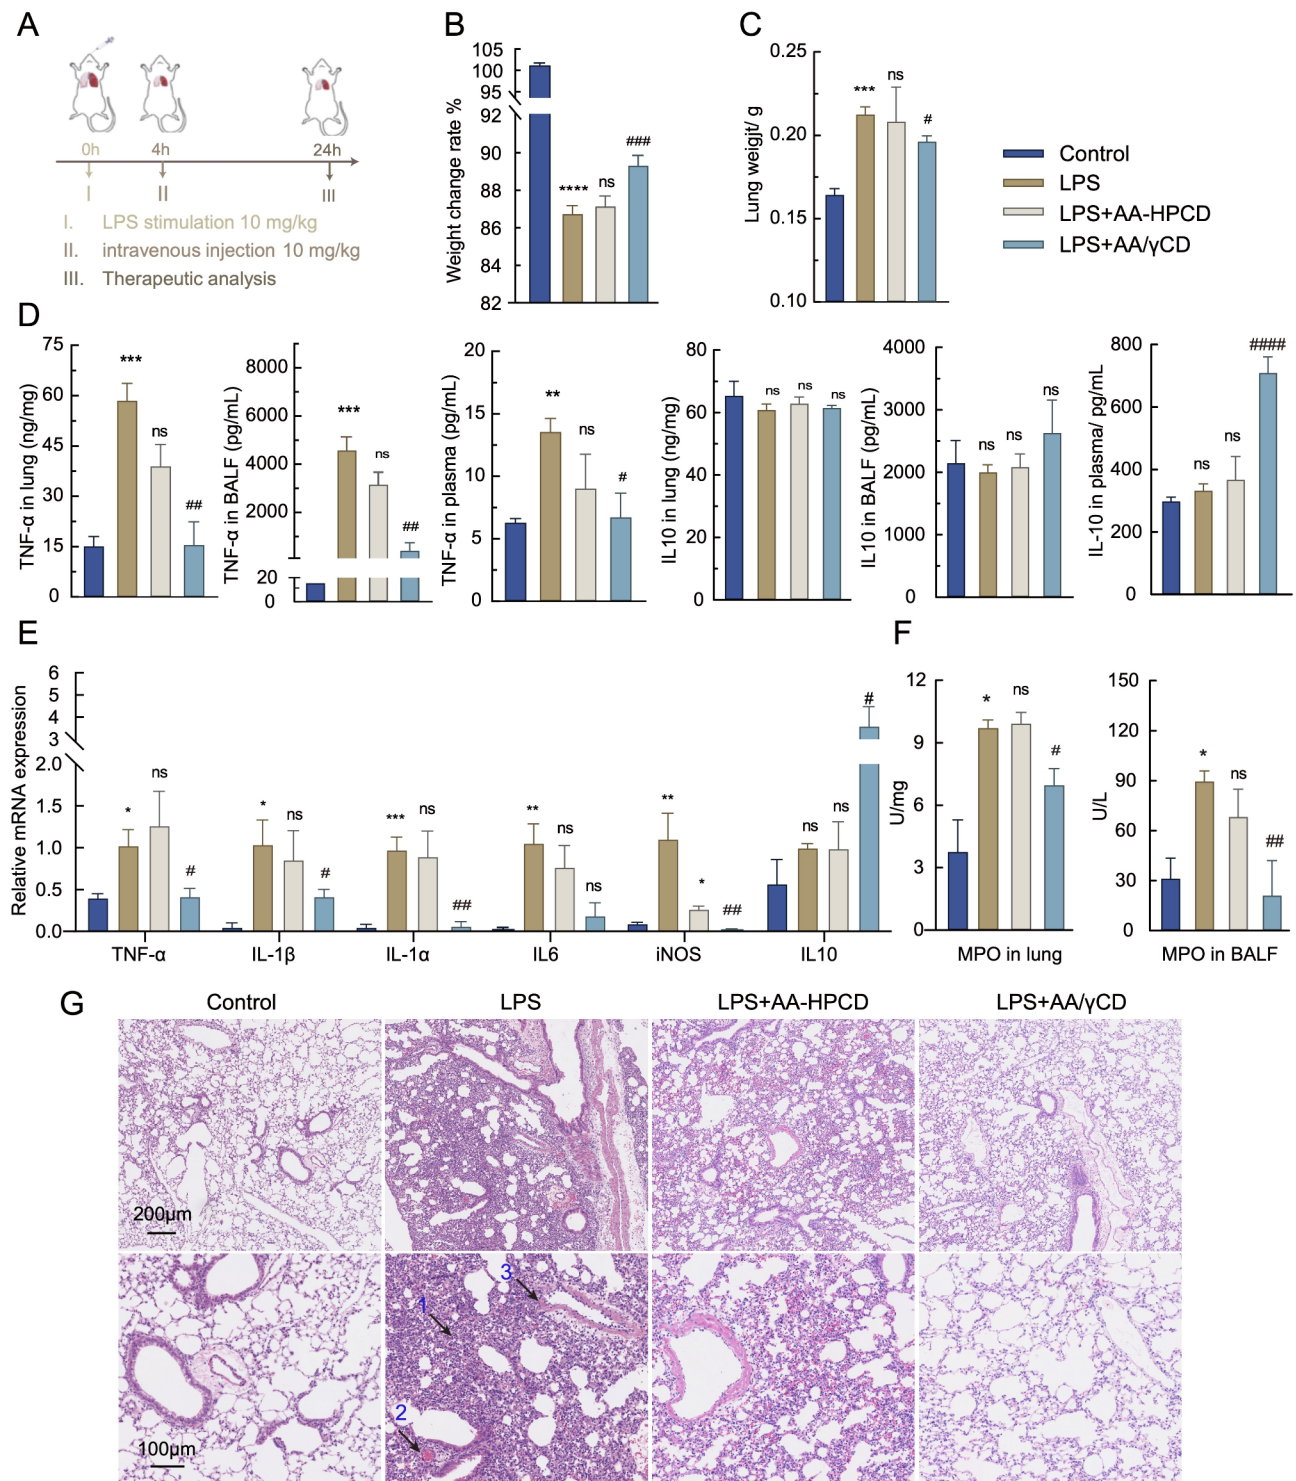 A
0h
4h
24h
I
II
III
I. LPS stimulation 10 mg/kg
II. intravenous injection 10 mg/kg
III. Therapeutic analysis
B
Weight change rate %
105
100
95
92
90
88
86
84
82
****
ns
###
C
Lung weigjt/ g
0.25
0.20
0.15
0.10
***
ns
#
Control
LPS
LPS+AA-HPCD
LPS+AA/γCD
D
TNF-α in lung (ng/mg)
75
60
45
30
15
0
***
ns
##
TNF-α in BALF (pg/mL)
8000
6000
4000
2000
20
0
***
ns
##
TNF-α in plasma (pg/mL)
20
15
10
5
0
**
ns
#
IL10 in lung (ng/mg)
80
60
40
20
0
ns
ns
ns
IL10 in BALF (pg/mL)
4000
3000
2000
1000
0
ns
ns
ns
IL-10 in plasma/ pg/mL
800
600
400
200
0
ns
ns
####
E
Relative mRNA expression
6
5
4
3
2.0
1.5
1.0
0.5
0.0
*
ns
#
*
ns
#
***
ns
##
**
ns
ns
**
*
##
ns
ns
#
TNF-α
IL-1β
IL-1α
IL6
iNOS
IL10
F
U/mg
12
9
6
3
0
*
ns
#
MPO in lung
U/L
150
120
90
60
30
0
*
ns
##
MPO in BALF
G
Control
LPS
LPS+AA-HPCD
LPS+AA/γCD
200μm
100μm
1
2
3